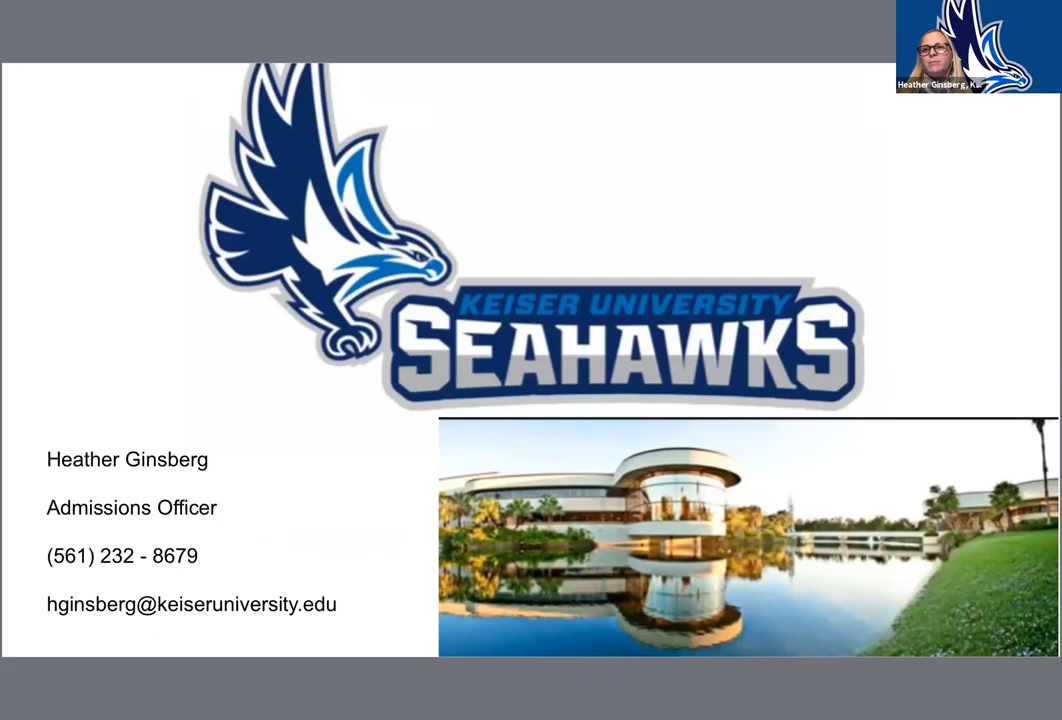 Heather Ginsberg, K...
KEISER UNIVERSITY
SEAHAWKS
Heather Ginsberg
Admissions Officer
(561) 232 - 8679
hginsberg@keiseruniversity.edu